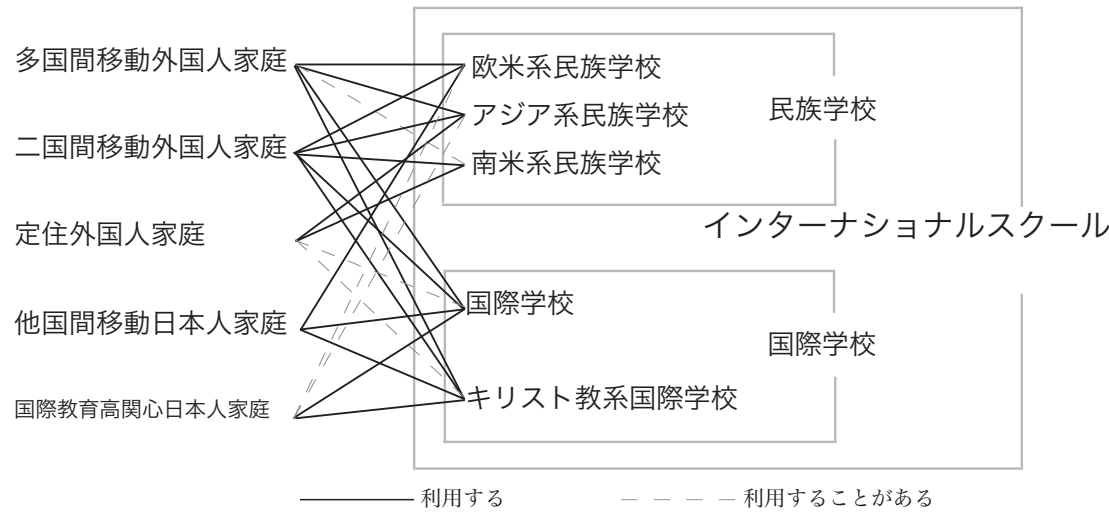 多国間移動外国人家庭
二国間移動外国人家庭
定住外国人家庭
他国間移動日本人家庭
国際教育高関心日本人家庭
欧米系民族学校
アジア系民族学校
南米系民族学校
民族学校
インターナショナルスクール
国際学校
国際学校
キリスト教系国際学校
利用する
利用することがある